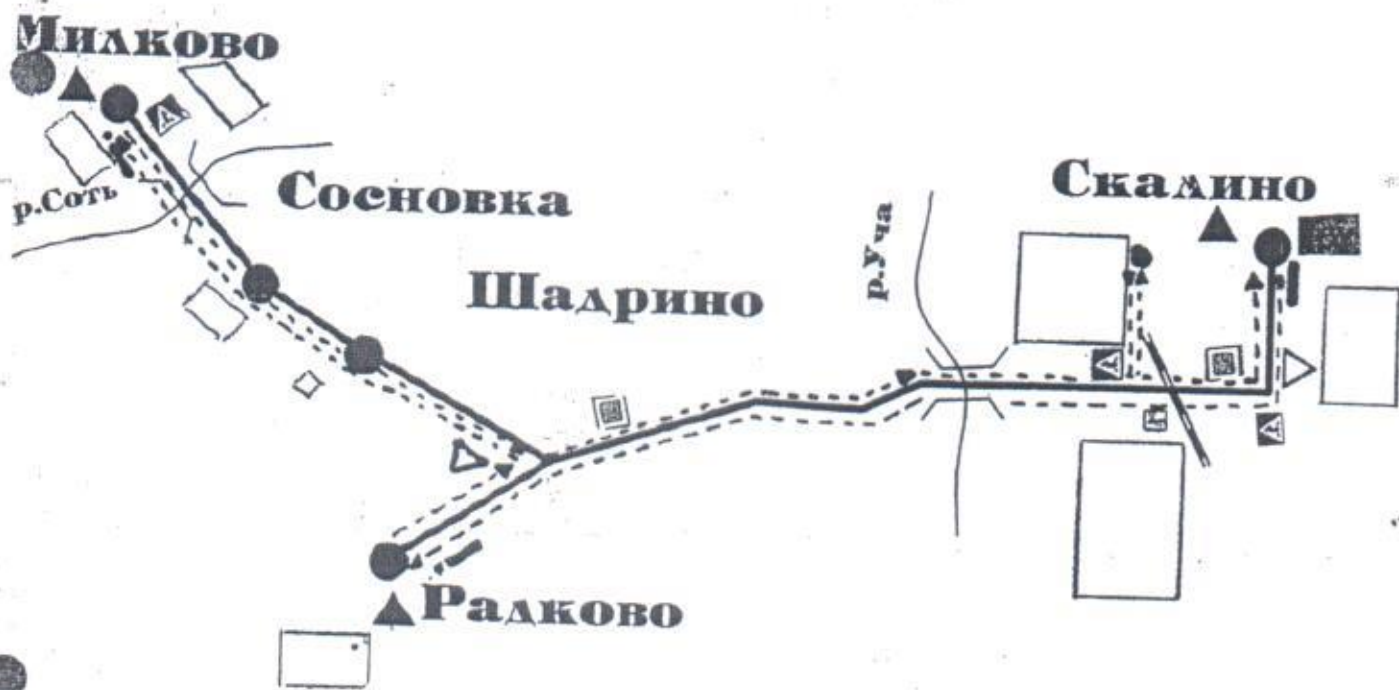 Милково
р.Соть
Сосновка
Шадрино
р.Уча
Скалино
Радково